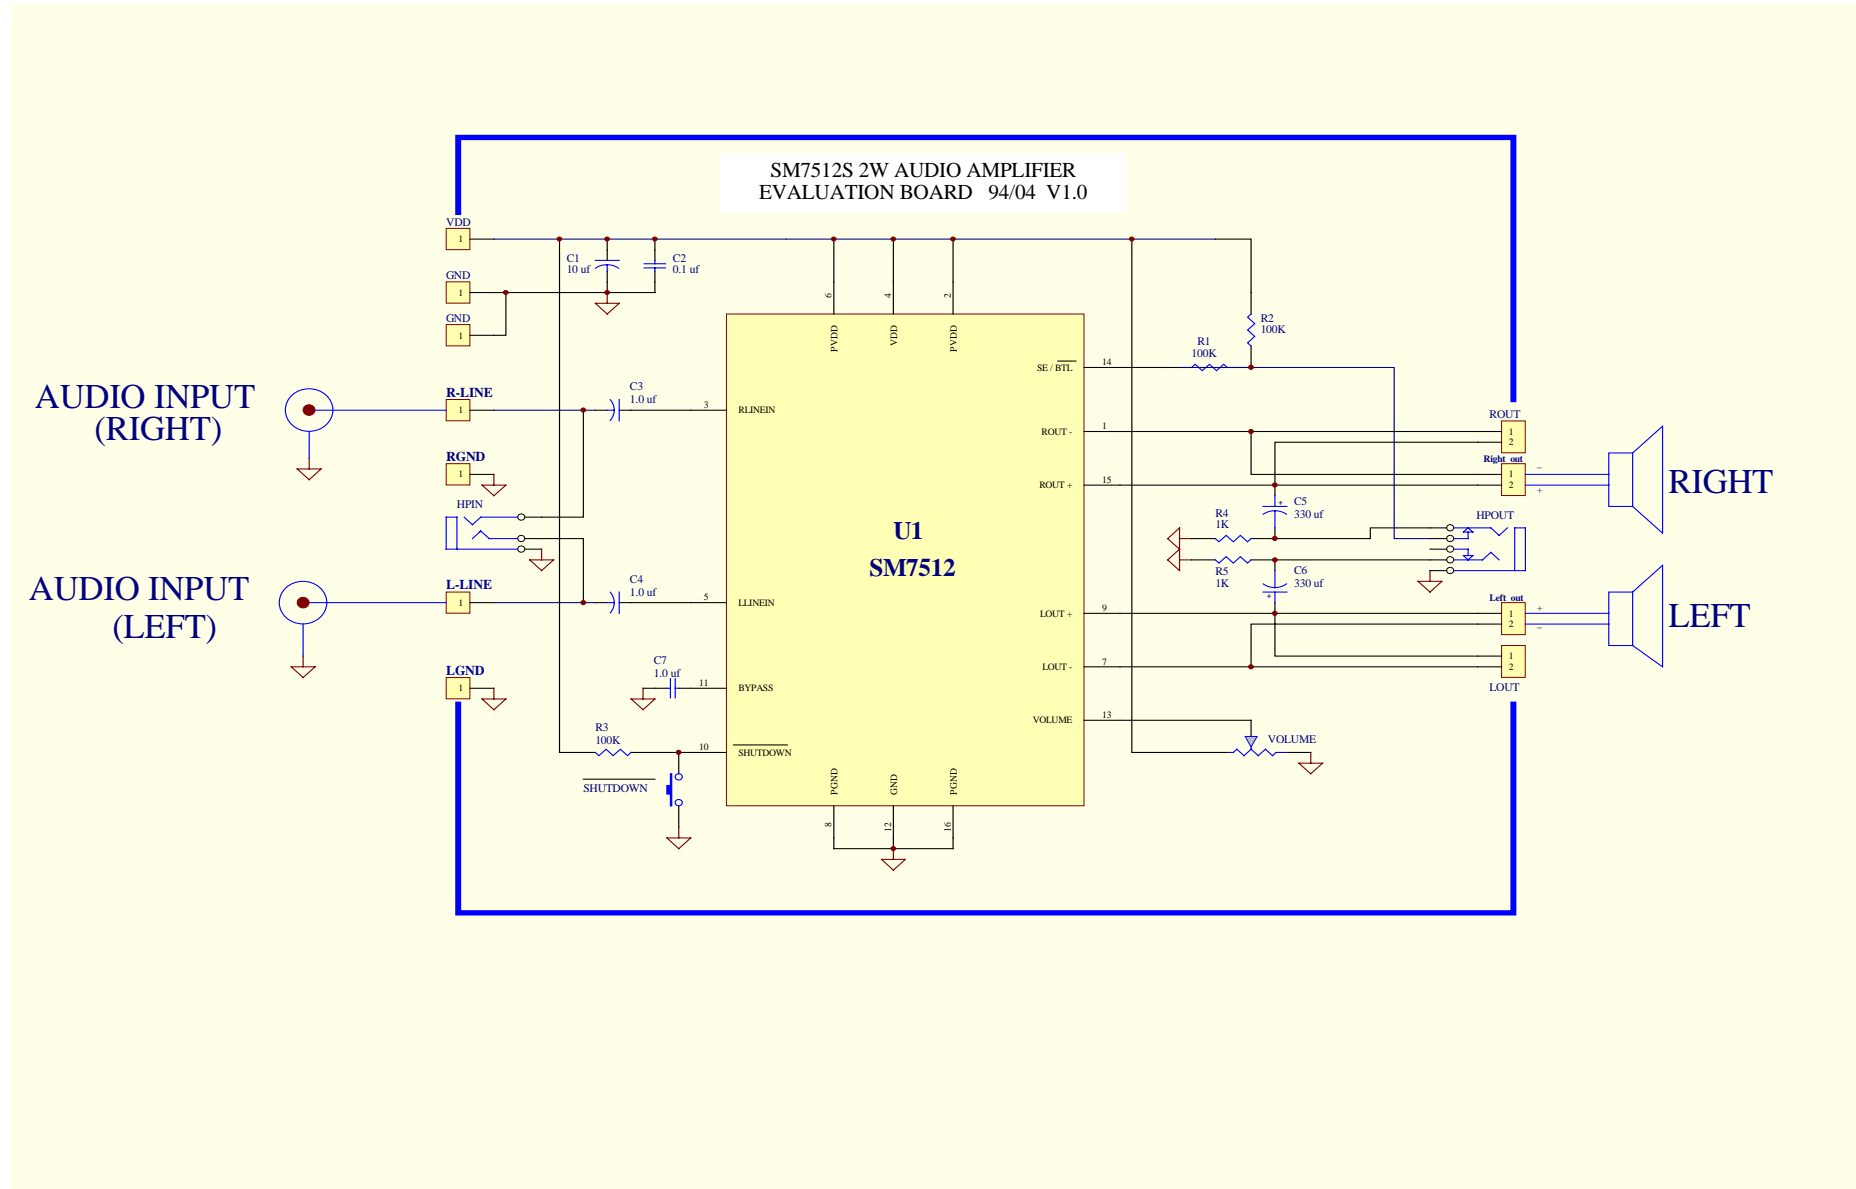 SM7512S 2W AUDIO AMPLIFIER
EVALUATION BOARD 94/04 V1.0
VDD
1
GND
1
GND
1
C1
10 uf
C2
0.1 uf
6
4
2
PVDD
VDD
PVDD
R2
100K
R1
100K
14
SE / BTL
AUDIO INPUT
(RIGHT)
R-LINE
1
C3
1.0 uf
3
RLINEIN
ROUT -
1
ROUT
1
2
RGND
1
ROUT +
15
Right out
1
2
−
+
RIGHT
HPIN
C5
330 uf
+
R4
1K
HPOUT
U1
SM7512
R5
1K
C6
330 uf
+
AUDIO INPUT
(LEFT)
L-LINE
1
C4
1.0 uf
5
LLINEIN
LOUT +
9
Left out
1
2
+
−
LEFT
LGND
1
C7
1.0 uf
11
BYPASS
LOUT -
7
1
2
LOUT
VOLUME
13
VOLUME
R3
100K
10
SHUTDOWN
SHUTDOWN
PGND
GND
PGND
8
12
16